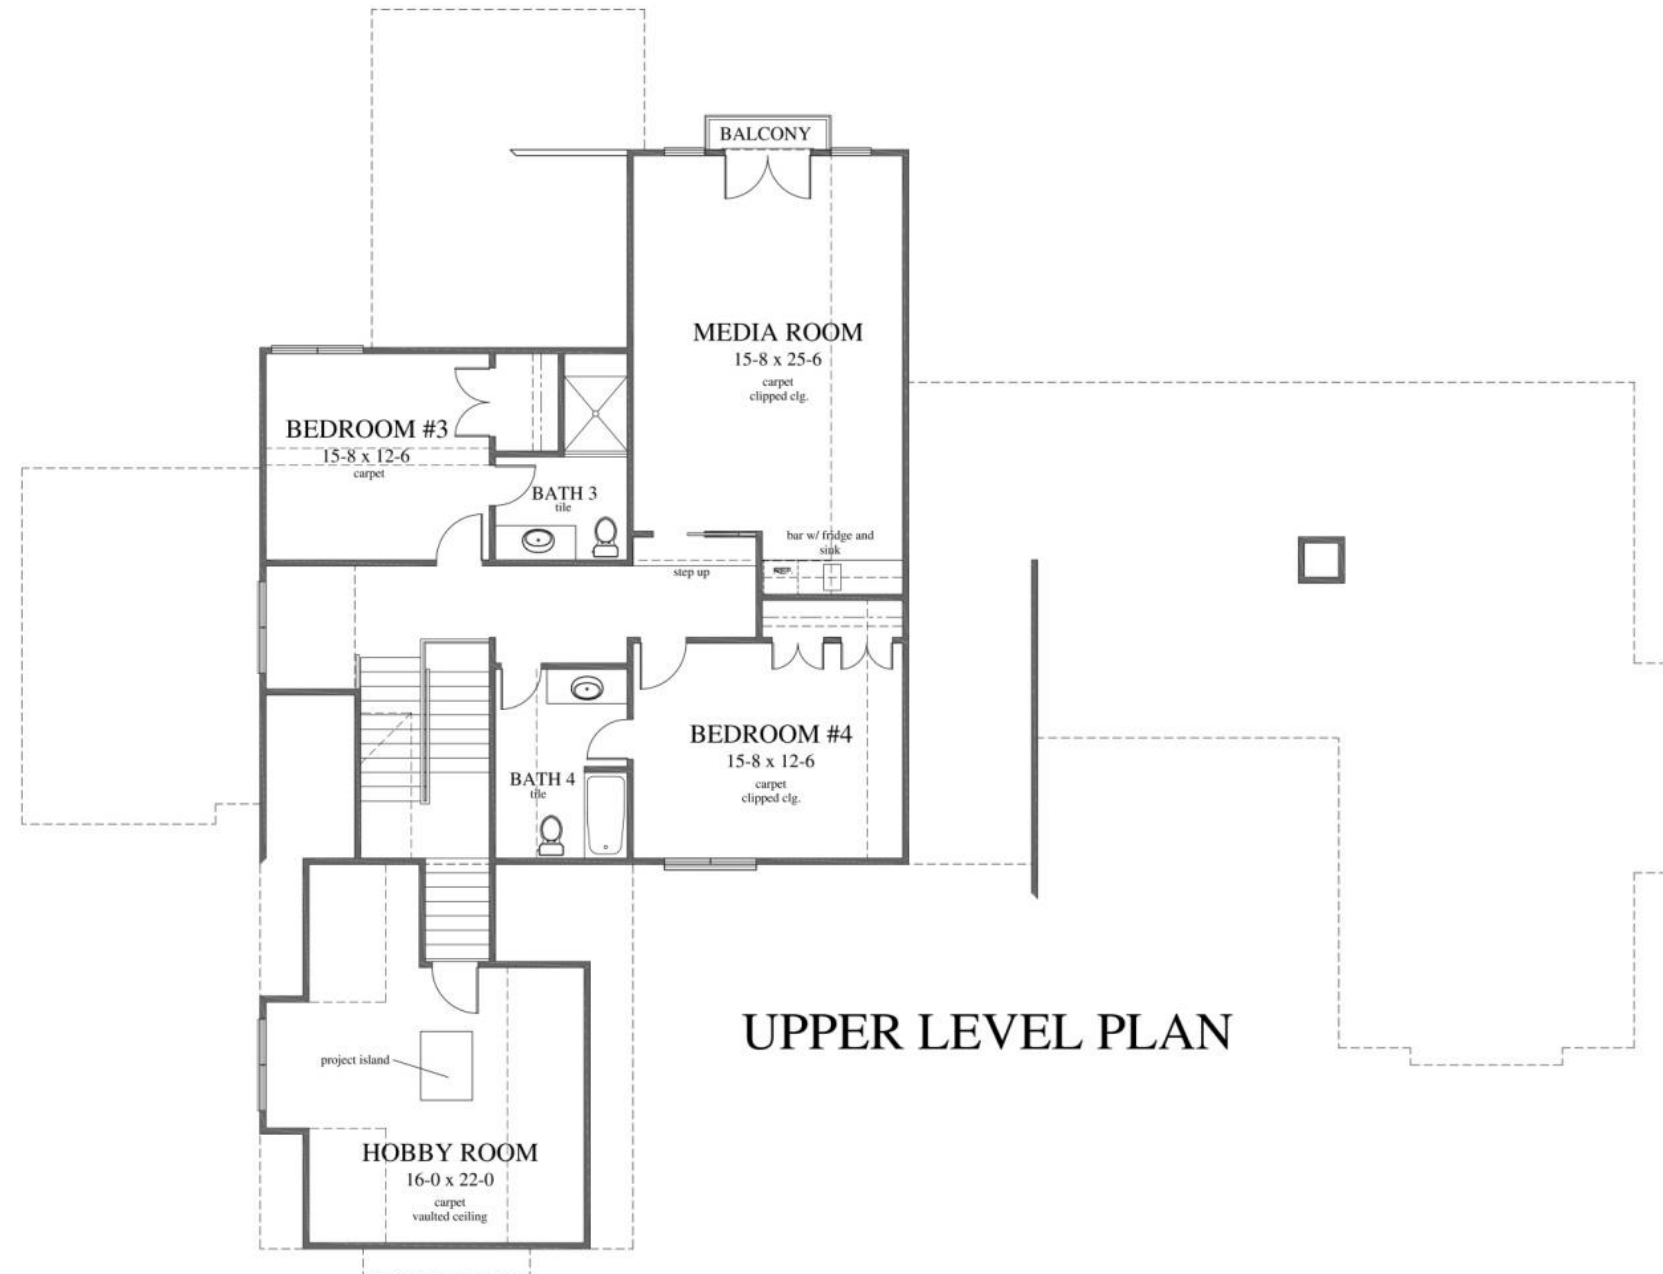 BALCONY
MEDIA ROOM
15-8 x 25-6
carpet
clipped clg.
BEDROOM #3
15-8 x 12-6
carpet
BATH 3
tile
bar w/ fridge and
sink
step up
BEDROOM #4
15-8 x 12-6
carpet
clipped clg.
BATH 4
tile
UPPER LEVEL PLAN
project island
HOBBY ROOM
16-0 x 22-0
carpet
vaulted ceiling